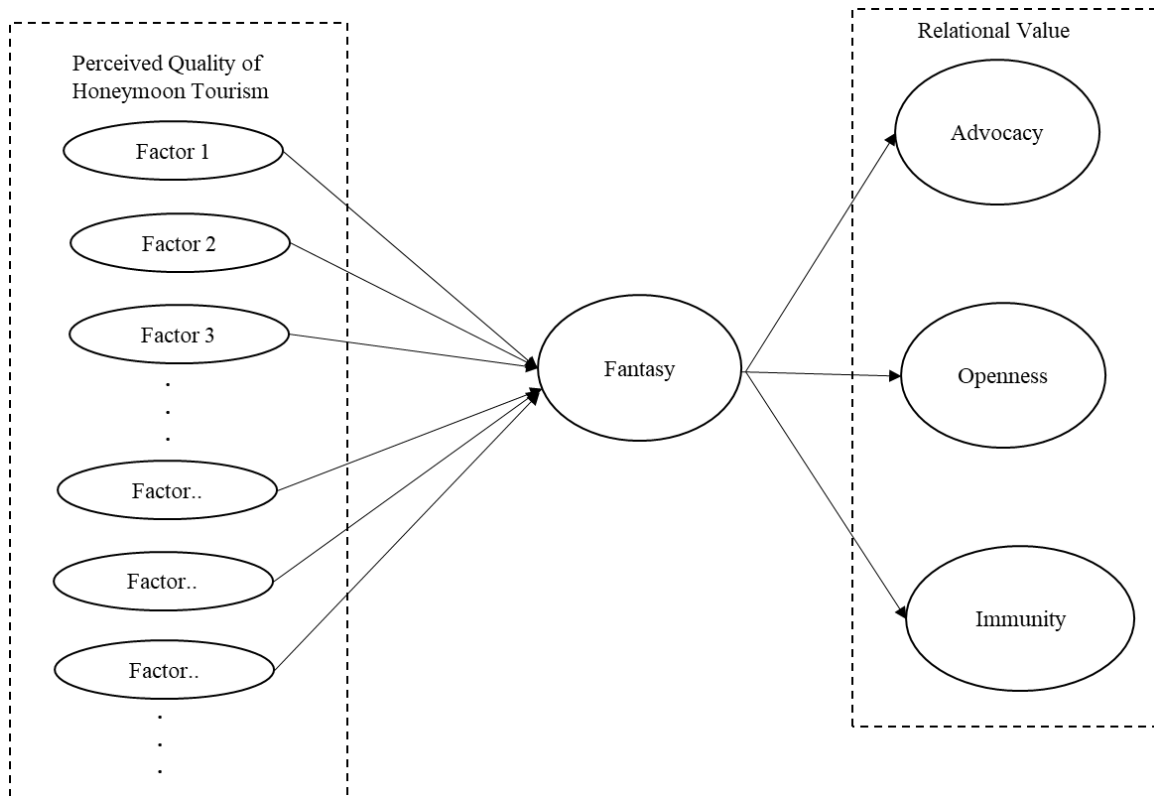 Perceived Quality of
Honeymoon Tourism
Factor 1
Factor 2
Factor 3
.
.
.
Factor..
Factor..
Factor..
.
.
.
Fantasy
Relational Value
Advocacy
Openness
Immunity